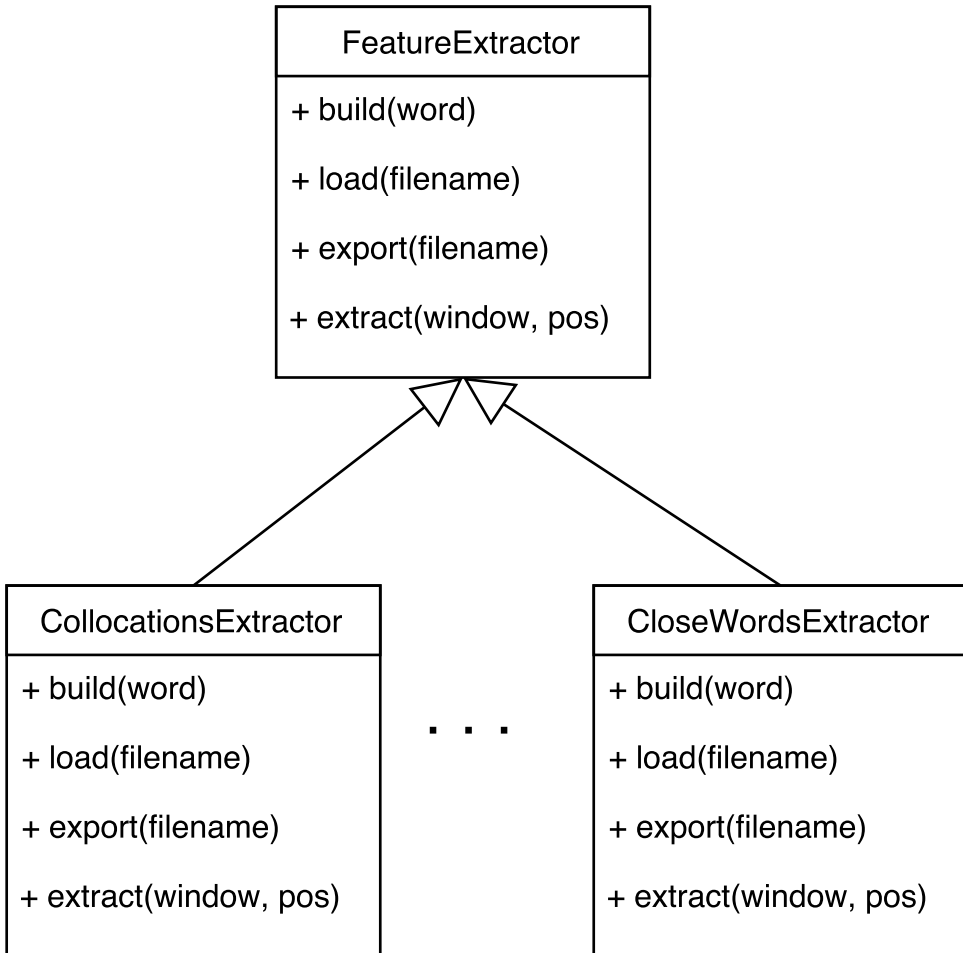 FeatureExtractor
+ build(word)
+ load(filename)
+ export(filename)
+ extract(window, pos)
CollocationsExtractor
+ build(word)
+ load(filename)
+ export(filename)
+ extract(window, pos)
. . .
CloseWordsExtractor
+ build(word)
+ load(filename)
+ export(filename)
+ extract(window, pos)